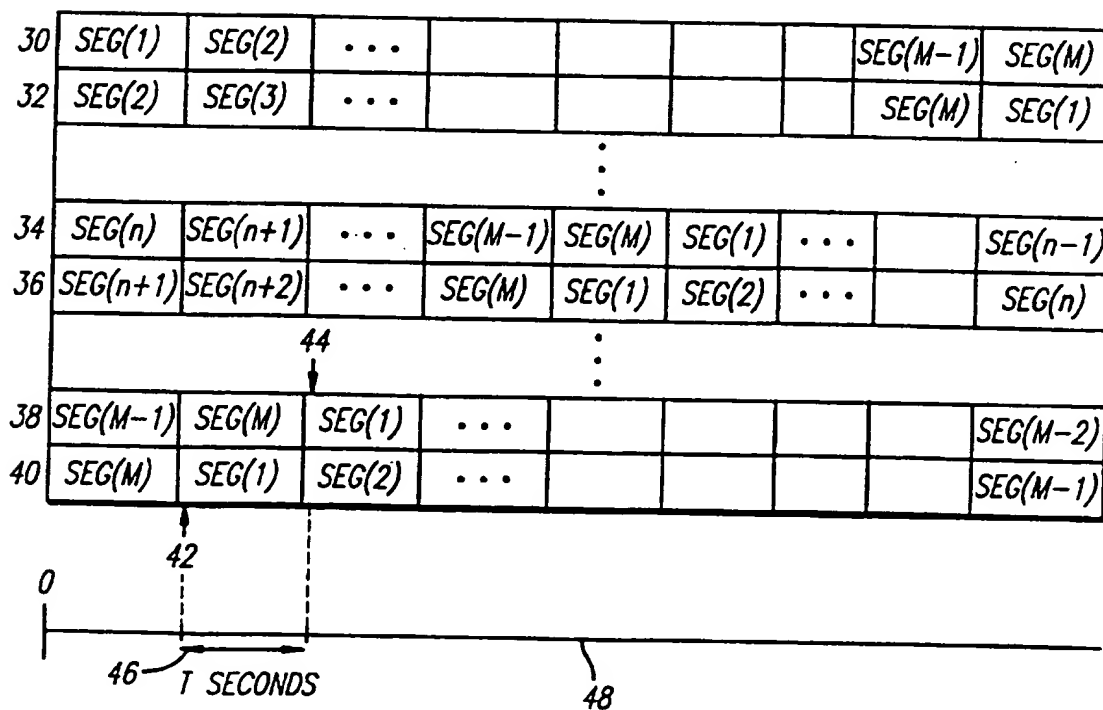 30 SEG(1) SEG(2) ... SEG(M-1) SEG(M)
32 SEG(2) SEG(3) ... SEG(M) SEG(1)
34 SEG(n) SEG(n+1) ... SEG(M-1) SEG(M) SEG(1) ... SEG(n-1)
36 SEG(n+1) SEG(n+2) ... SEG(M) SEG(1) SEG(2) ... SEG(n)
44
38 SEG(M-1) SEG(M) SEG(1) ... SEG(M-2)
40 SEG(M) SEG(1) SEG(2) ... SEG(M-1)
42
0
46 T SECONDS 48